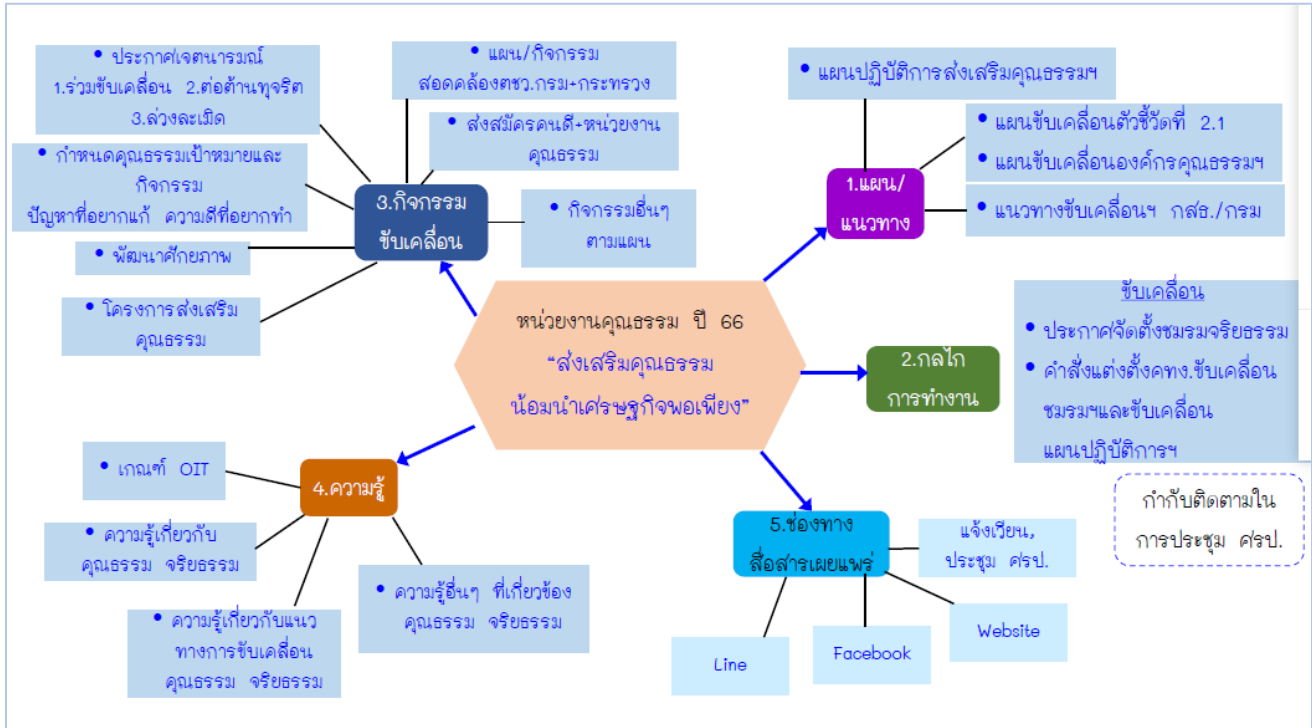 • ประกาศเจตนารมณ์
1.ร่วมขับเคลื่อน 2.ต่อต้านทุจริต
3.ล่วงละเมิด
• แผน/กิจกรรม
สอดคล้องตชว.กรม+กระทรวง
• ส่งสมัครคนดี+หน่วยงาน
คุณธรรม
• กำหนดคุณธรรมเป้าหมายและ
กิจกรรม
ปัญหาที่อยากแก้ ความดีที่อยากทำ
3.กิจกรรม
ขับเคลื่อน
• กิจกรรมอื่นๆ
ตามแผน
• พัฒนาศักยภาพ
• โครงการส่งเสริม
คุณธรรม
• แผนปฏิบัติการส่งเสริมคุณธรรมฯ
• แผนขับเคลื่อนตัวชี้วัดที่ 2.1
• แผนขับเคลื่อนองค์กรคุณธรรมฯ
1.แผน/
แนวทาง
• แนวทางขับเคลื่อนฯ กสธ./กรม
หน่วยงานคุณธรรม ปี 66
“ส่งเสริมคุณธรรม
น้อมนำเศรษฐกิจพอเพียง”
2.กลไก
การทำงาน
ขับเคลื่อน
• ประกาศจัดตั้งชมรมจริยธรรม
• คำสั่งแต่งตั้งคทง.ขับเคลื่อน
ชมรมฯและขับเคลื่อน
แผนปฏิบัติการฯ
กำกับติดตามใน
การประชุม ศรป.
• เกณฑ์ OIT
4.ความรู้
• ความรู้เกี่ยวกับ
คุณธรรม จริยธรรม
• ความรู้เกี่ยวกับแนว
ทางการขับเคลื่อน
คุณธรรม จริยธรรม
• ความรู้อื่นๆ ที่เกี่ยวข้อง
คุณธรรม จริยธรรม
5.ช่องทาง
สื่อสารเผยแพร่
แจ้งเวียน,
ประชุม ศรป.
Website
Facebook
Line